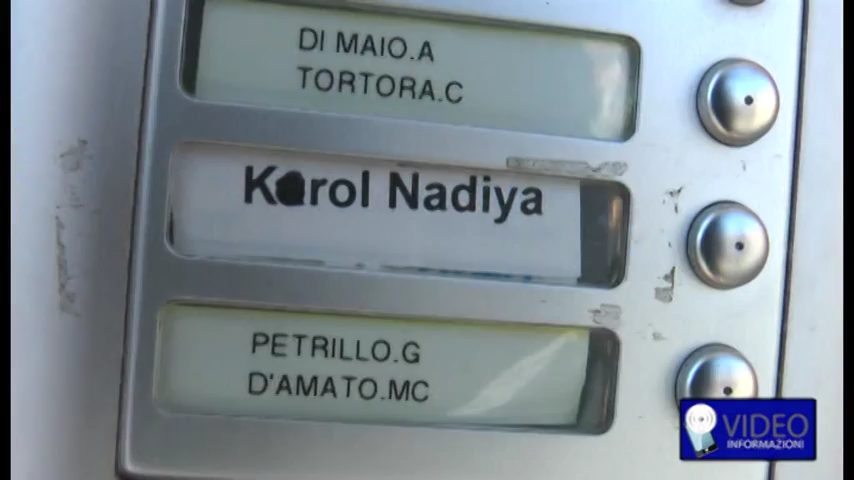 DI MAIO.A
TORTORA.C
Karol Nadiya
PETRILLO.G
D'AMATO.MC
VIDEO
INFORMAZIONI